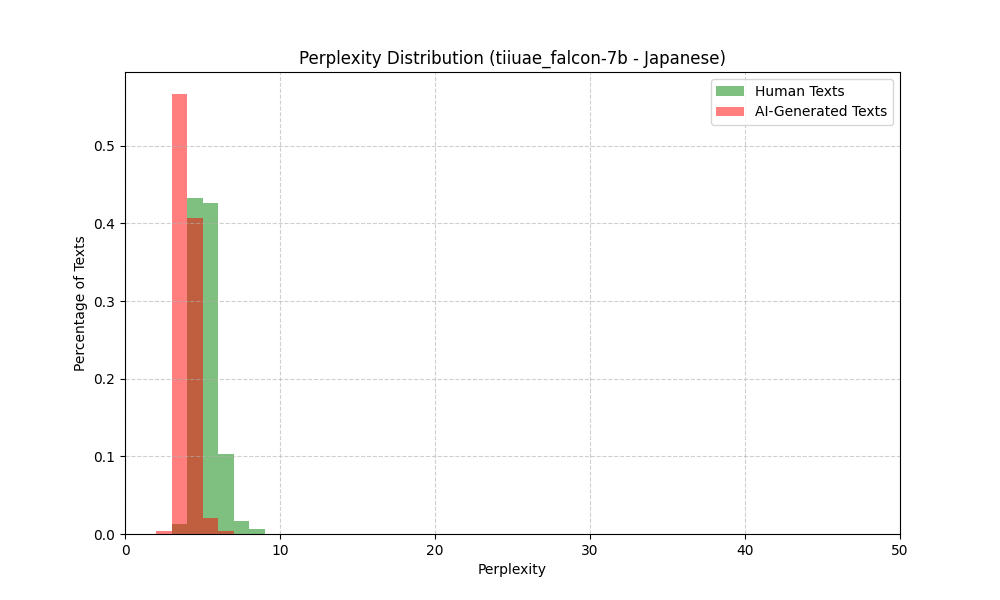 Perplexity Distribution (tiiuae_falcon-7b - Japanese)
Human Texts
AI-Generated Texts
Percentage of Texts
0.5
0.4
0.3
0.2
0.1
0.0
0 10 20 30 40 50
Perplexity